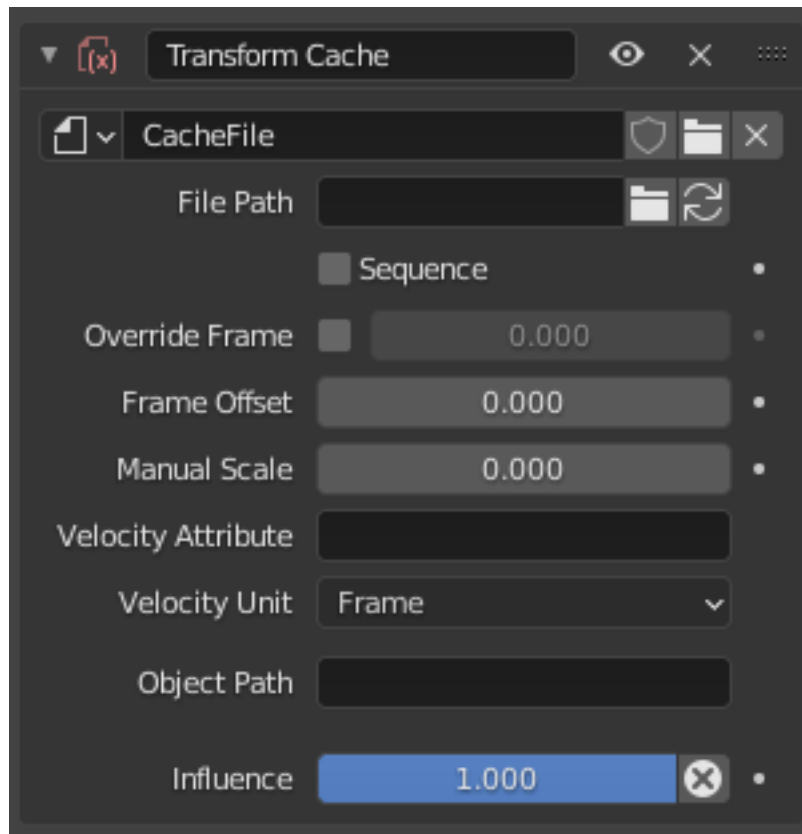 (x) Transform Cache
CacheFile
File Path
Sequence
Override Frame 0.000
Frame Offset 0.000
Manual Scale 0.000
Velocity Attribute
Velocity Unit Frame
Object Path
Influence 1.000